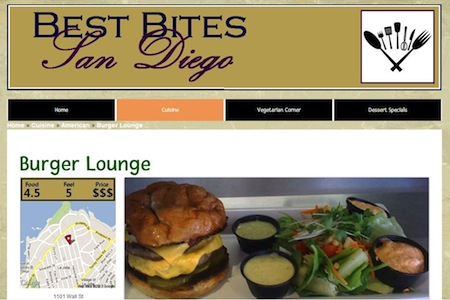 BEST BITES
San Diego
Home Cuisine Vegetarian Corner Dessert Specials
Home » Cuisine » American » Burger Lounge
Burger Lounge
Food Feel Price
4.5 5 $$$
1101 Wall St